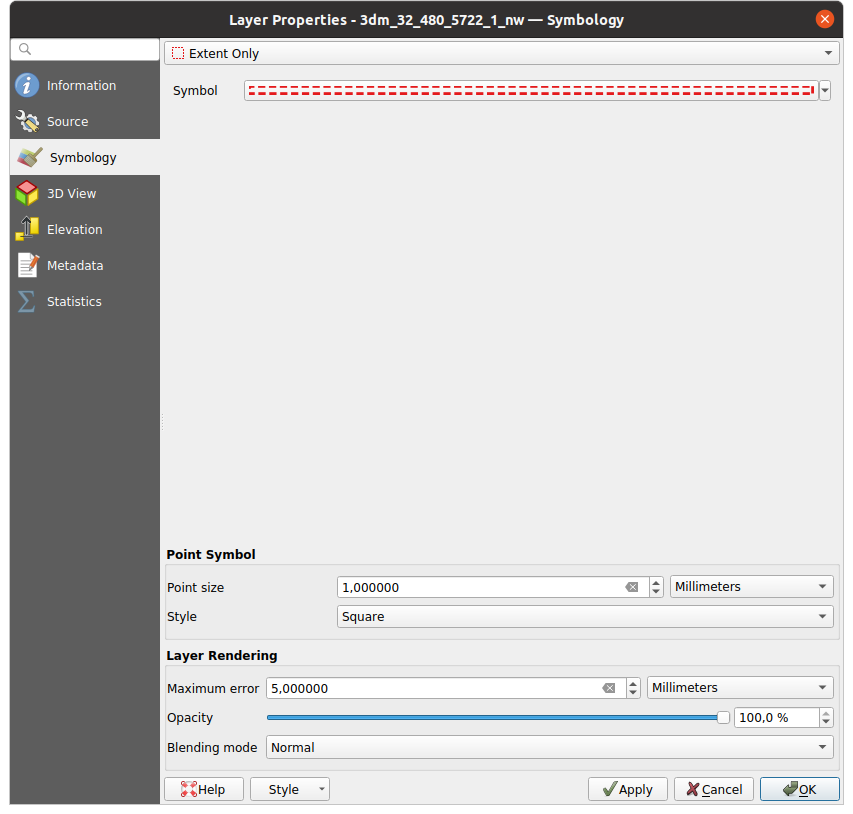 Layer Properties - 3dm_32_480_5722_1_nw — Symbology
Information
Source
Symbology
3D View
Elevation
Metadata
Statistics
Extent Only
Symbol
Point Symbol
Point size 1,000000 Millimeters
Style Square
Layer Rendering
Maximum error 5,000000 Millimeters
Opacity 100,0 %
Blending mode Normal
Help Style Apply Cancel OK